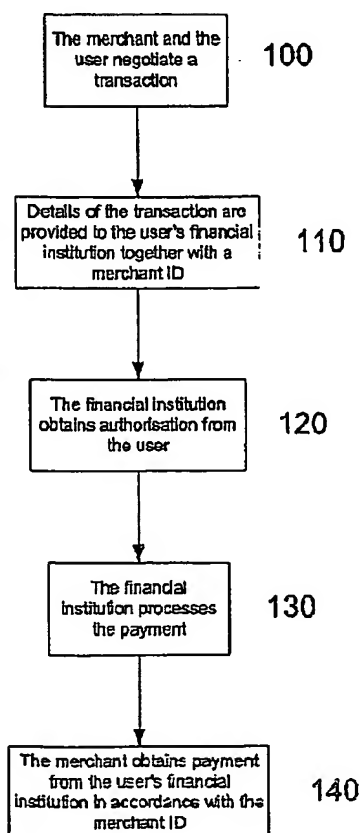 The merchant and the
user negotiate a
transaction
100
Details of the transaction are
provided to the user's financial
institution together with a
merchant ID
110
The financial institution
obtains authorisation from
the user
120
The financial
institution processes
the payment
130
The merchant obtains payment
from the user's financial
institution in accordance with the
merchant ID
140